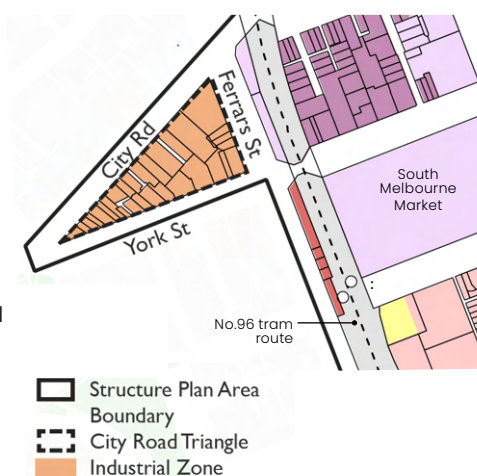 City Rd
Ferrars St
York St
South
Melbourne
Market
No.96 tram
route
Structure Plan Area
Boundary
City Road Triangle
Industrial Zone